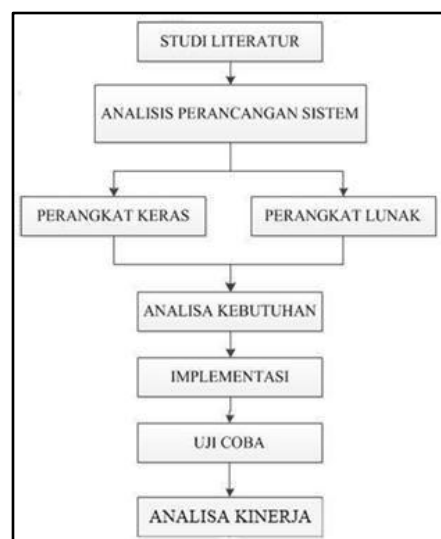 STUDI LITERATUR
ANALISIS PERANCANGAN SISTEM
PERANGKAT KERAS
PERANGKAT LUNAK
ANALISA KEBUTUHAN
IMPLEMENTASI
UJI COBA
ANALISA KINERJA